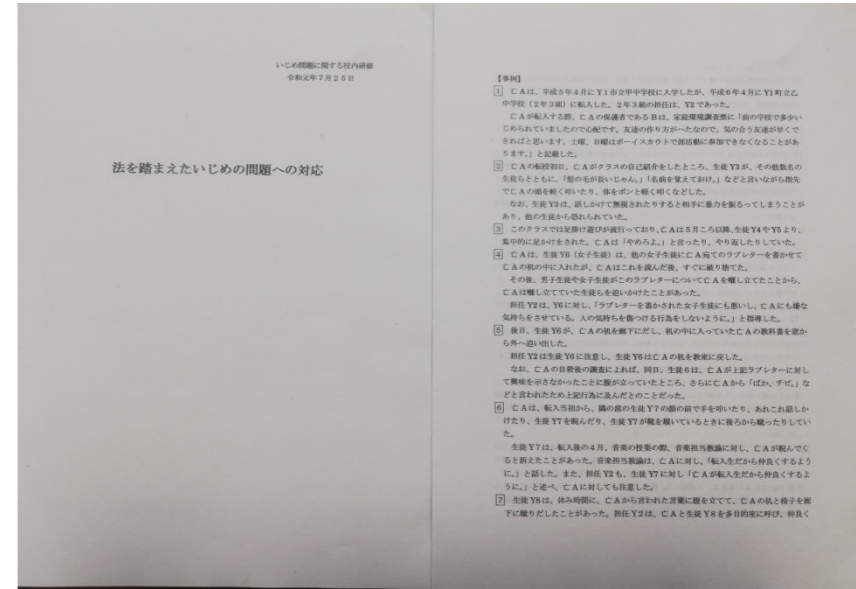 いじめ問題に関する校内研修
令和元年7月25日
法を踏まえたいじめの問題への対応
【事例】
1 亡Aは、平成5年4月にY1市立甲中学校に入学したが、平成6年4月にY1町立乙
中学校（2年3組）に転入した。2年3組の担任は、Y2であった。
亡Aが転入する際、亡Aの保護者であるBは、家庭環境調査票に「前の学校で多少い
じめられていましたので心配です。友達の作り方がへたなので、気の合う友達が早くで
きればと思います。土曜、日曜はボーイスカウトで部活動に参加できなくなることがあ
ります。」と記載した。
2 亡Aの転校初日、亡Aがクラスの自己紹介をしたところ、生徒Y3が、その他数名の
生徒らとともに、「髪の毛が長いじゃん。」「名前を覚えておけ。」などと言いながら指先
で亡Aの頭を軽く叩いたり、体をポンと軽く叩くなどした。
なお、生徒Y3は、話しかけて無視されたりすると相手に暴力を振るってしまうことが
あり、他の生徒から恐れられていた。
3 このクラスでは足掛け遊びが流行っており、亡Aは5月ころ以降、生徒Y4やY5より、
集中的に足かけをされた。亡Aは「やめろよ。」と言ったり、やり返したりしていた。
4 亡Aは、生徒Y6（女子生徒）は、他の女子生徒に亡A宛てのラブレターを書かせて
亡Aの机の中に入れたが、亡Aはこれを読んだ後、すぐに破り捨てた。
その後、男子生徒や女子生徒がこのラブレターについて亡Aを囃し立てたことから、
亡Aは囃し立てていた生徒らを追いかけたことがあった。
担任Y2は、Y6に対し、「ラブレターを書かされた女子生徒にも悪いし、亡Aにも嫌な
気持ちをさせている。人の気持ちを傷つける行為をしないように。」と指導した。
5 後日、生徒Y6が、亡Aの机を廊下にだし、机の中に入っていた亡Aの教科書を窓か
ら外へ追い出した。
担任Y2は生徒Y6に注意し、生徒Y6は亡Aの机を教室に戻した。
なお、亡Aの自殺後の調査によれば、同日、生徒6は、亡Aが上記ラブレターに対し
て興味を示さなかったことに腹が立っていたところ、さらに亡Aから「ばか、チビ。」な
どと言われたため上記行為に及んだとのことだった。
6 亡Aは、転入当初から、隣の席の生徒Y7の顔の前で手を叩いたり、あれこれ話しか
けたり、生徒Y7を睨んだり、生徒Y7が靴を履いているときに後ろから蹴ったりしてい
た。
生徒Y7は、転入後の4月、音楽の授業の際、音楽担当教諭に対し、亡Aが睨んでく
ると訴えたことがあった。音楽担当教諭は、亡Aに対し、「転入生だから仲良くするよう
に。」と話した。また、担任Y2も、生徒Y7に対し「亡Aが転入生だから仲良くするよ
うに。」と述べ、亡Aに対しても注意した。
7 生徒Y8は、休み時間に、亡Aから言われた言葉に腹を立てて、亡Aの机と椅子を廊
下に蹴りだしたことがあった。担任Y2は、亡Aと生徒Y8を多目的室に呼び、仲良く